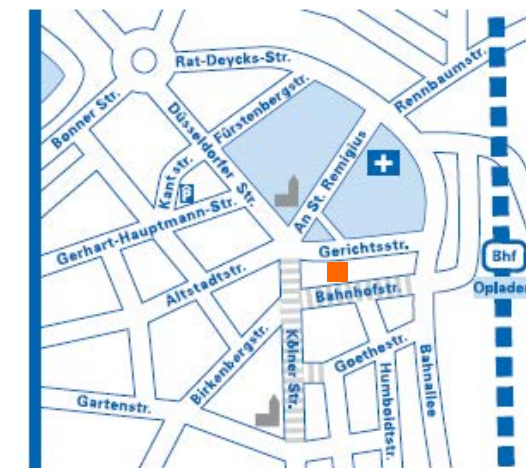 Rat-Deycks-Str.
Rennbaumstr.
Bonner Str.
Düsseldorfer Str.
Fürstenbergstr.
Kantstr.
P
An St. Remigius
Gerhart-Hauptmann-Str.
Gerichtsstr.
Bhf
Opladen
Altstadtstr.
Bahnhofstr.
Birkenbergstr.
Kölner Str.
Goethestr.
Bahnallee
Humboldtstr.
Gartenstr.